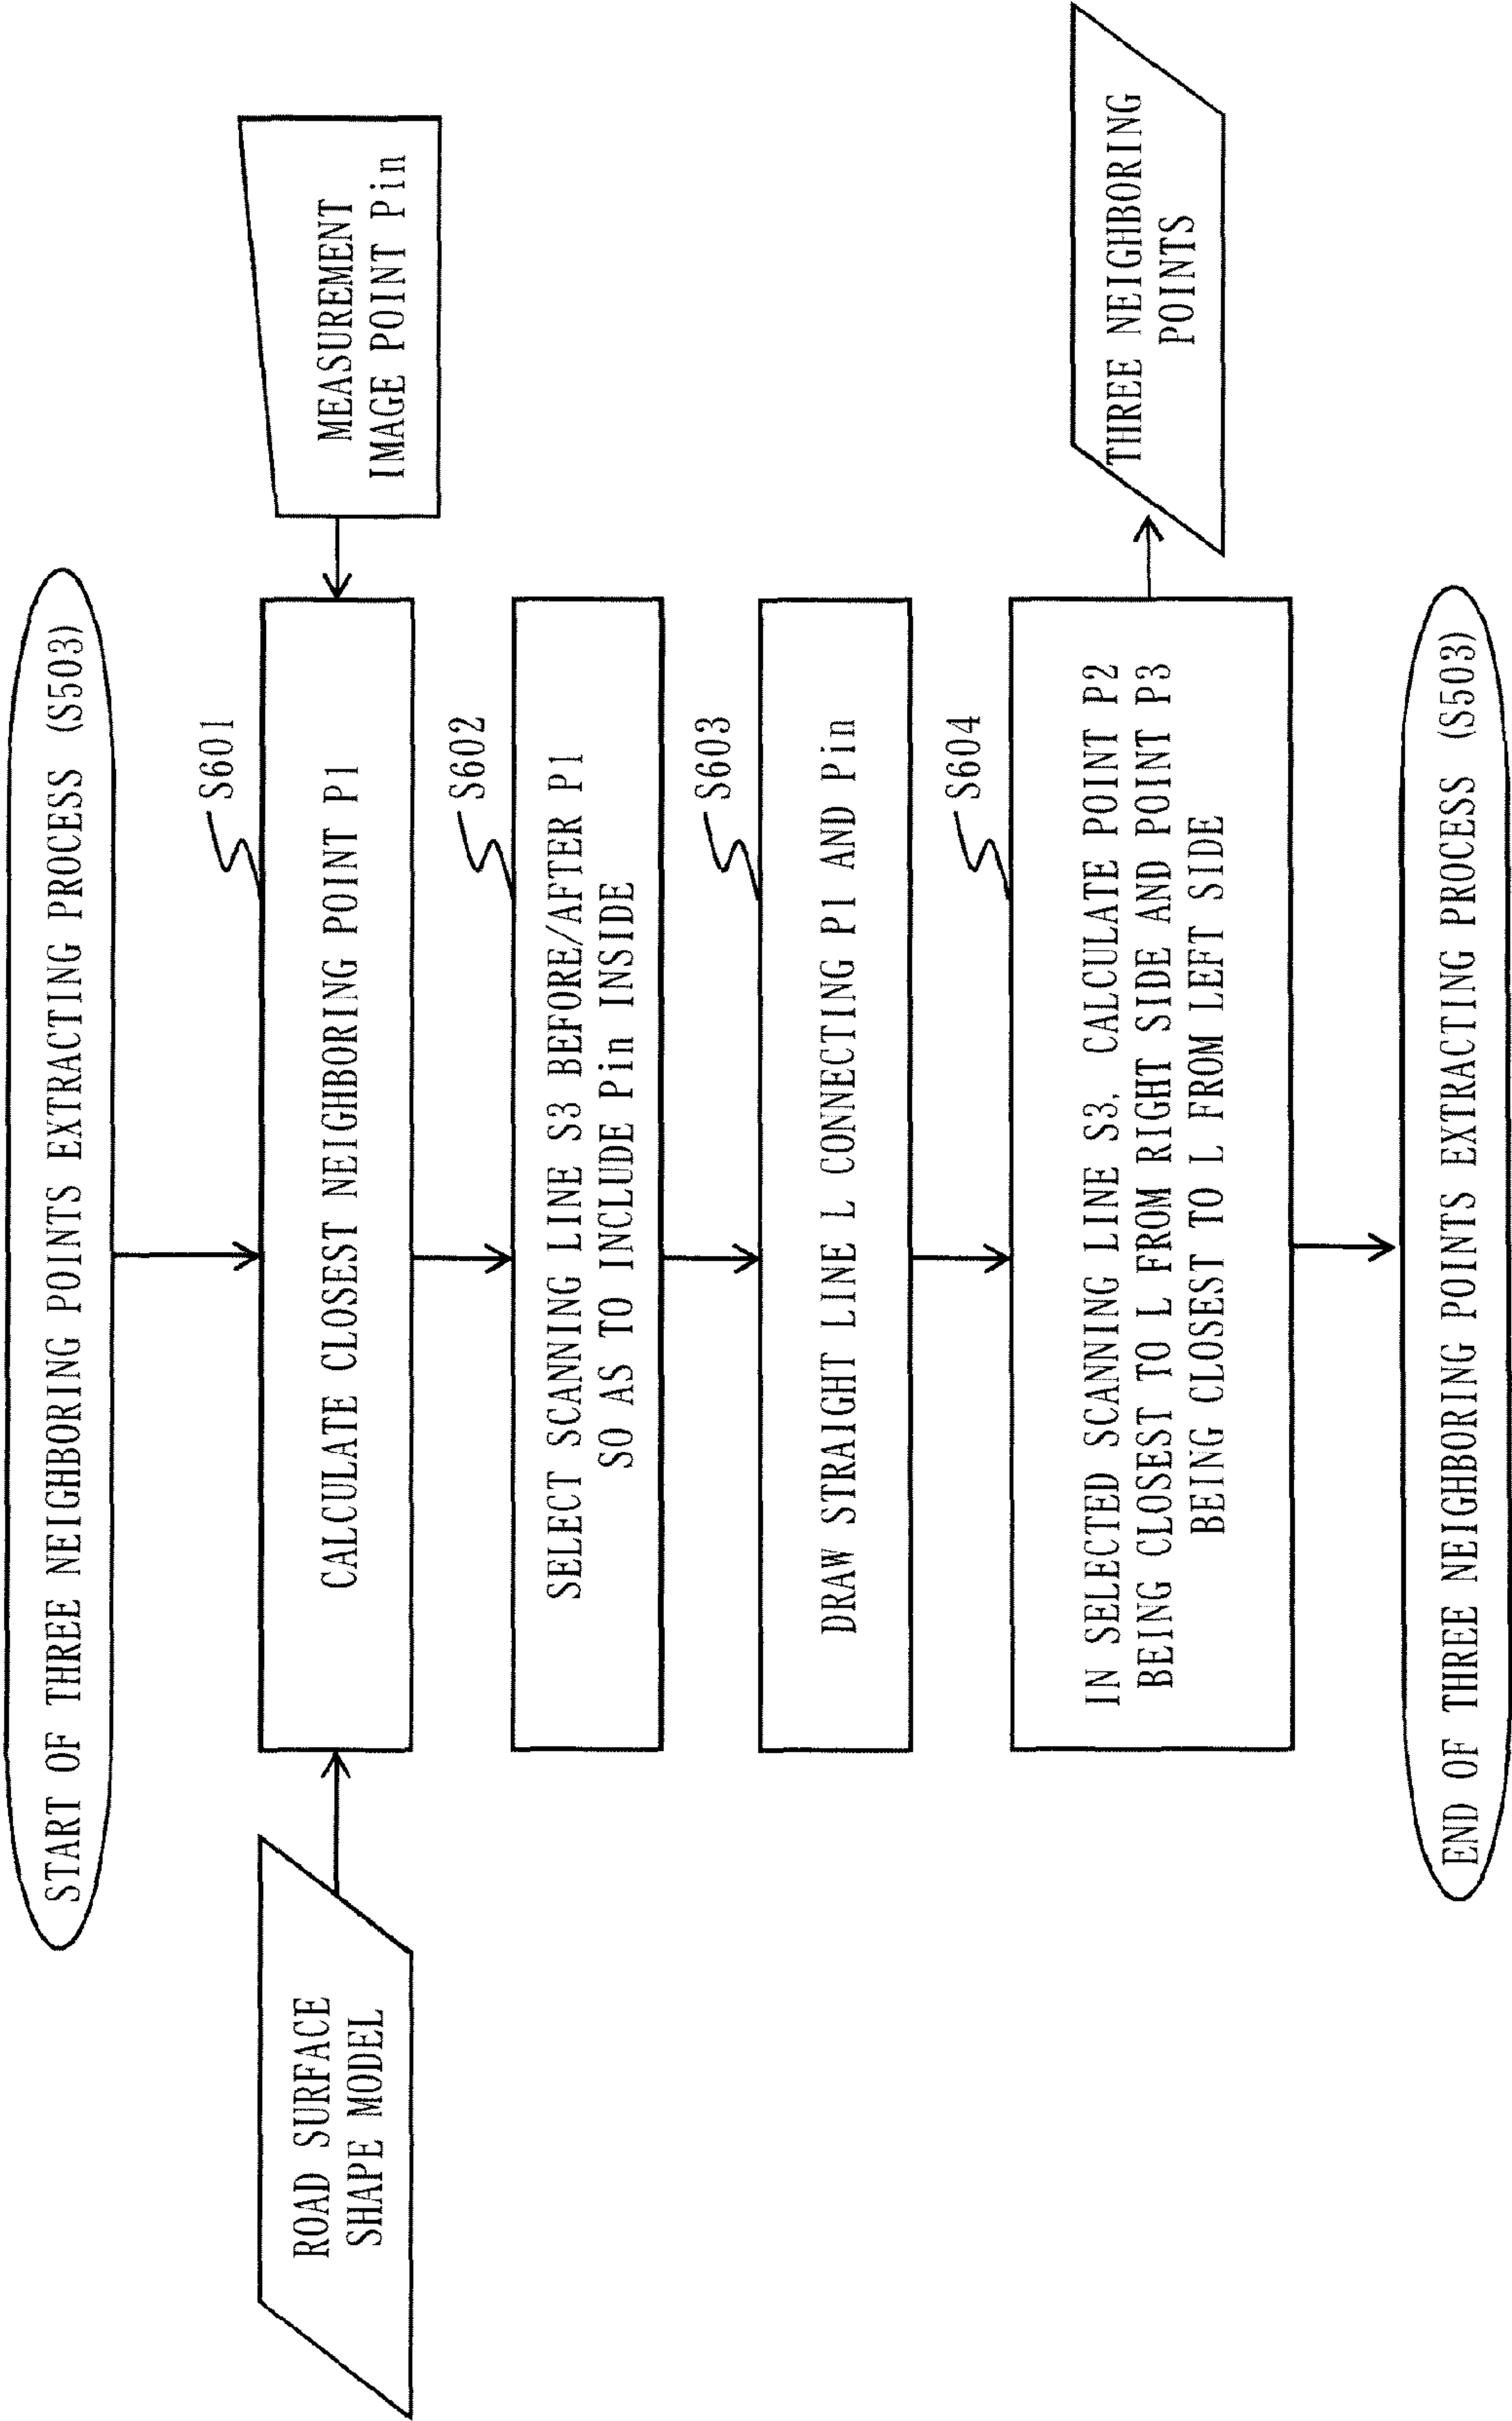 START OF THREE NEIGHBORING POINTS EXTRACTING PROCESS (S503)
ROAD SURFACE
SHAPE MODEL
S601
CALCULATE CLOSEST NEIGHBORING POINT P1
MEASUREMENT
IMAGE POINT Pin
S602
SELECT SCANNING LINE S3 BEFORE/AFTER P1
SO AS TO INCLUDE Pin INSIDE
S603
DRAW STRAIGHT LINE L CONNECTING P1 AND Pin
S604
IN SELECTED SCANNING LINE S3, CALCULATE POINT P2
BEING CLOSEST TO L FROM RIGHT SIDE AND POINT P3
BEING CLOSEST TO L FROM LEFT SIDE
THREE NEIGHBORING
POINTS
END OF THREE NEIGHBORING POINTS EXTRACTING PROCESS (S503)